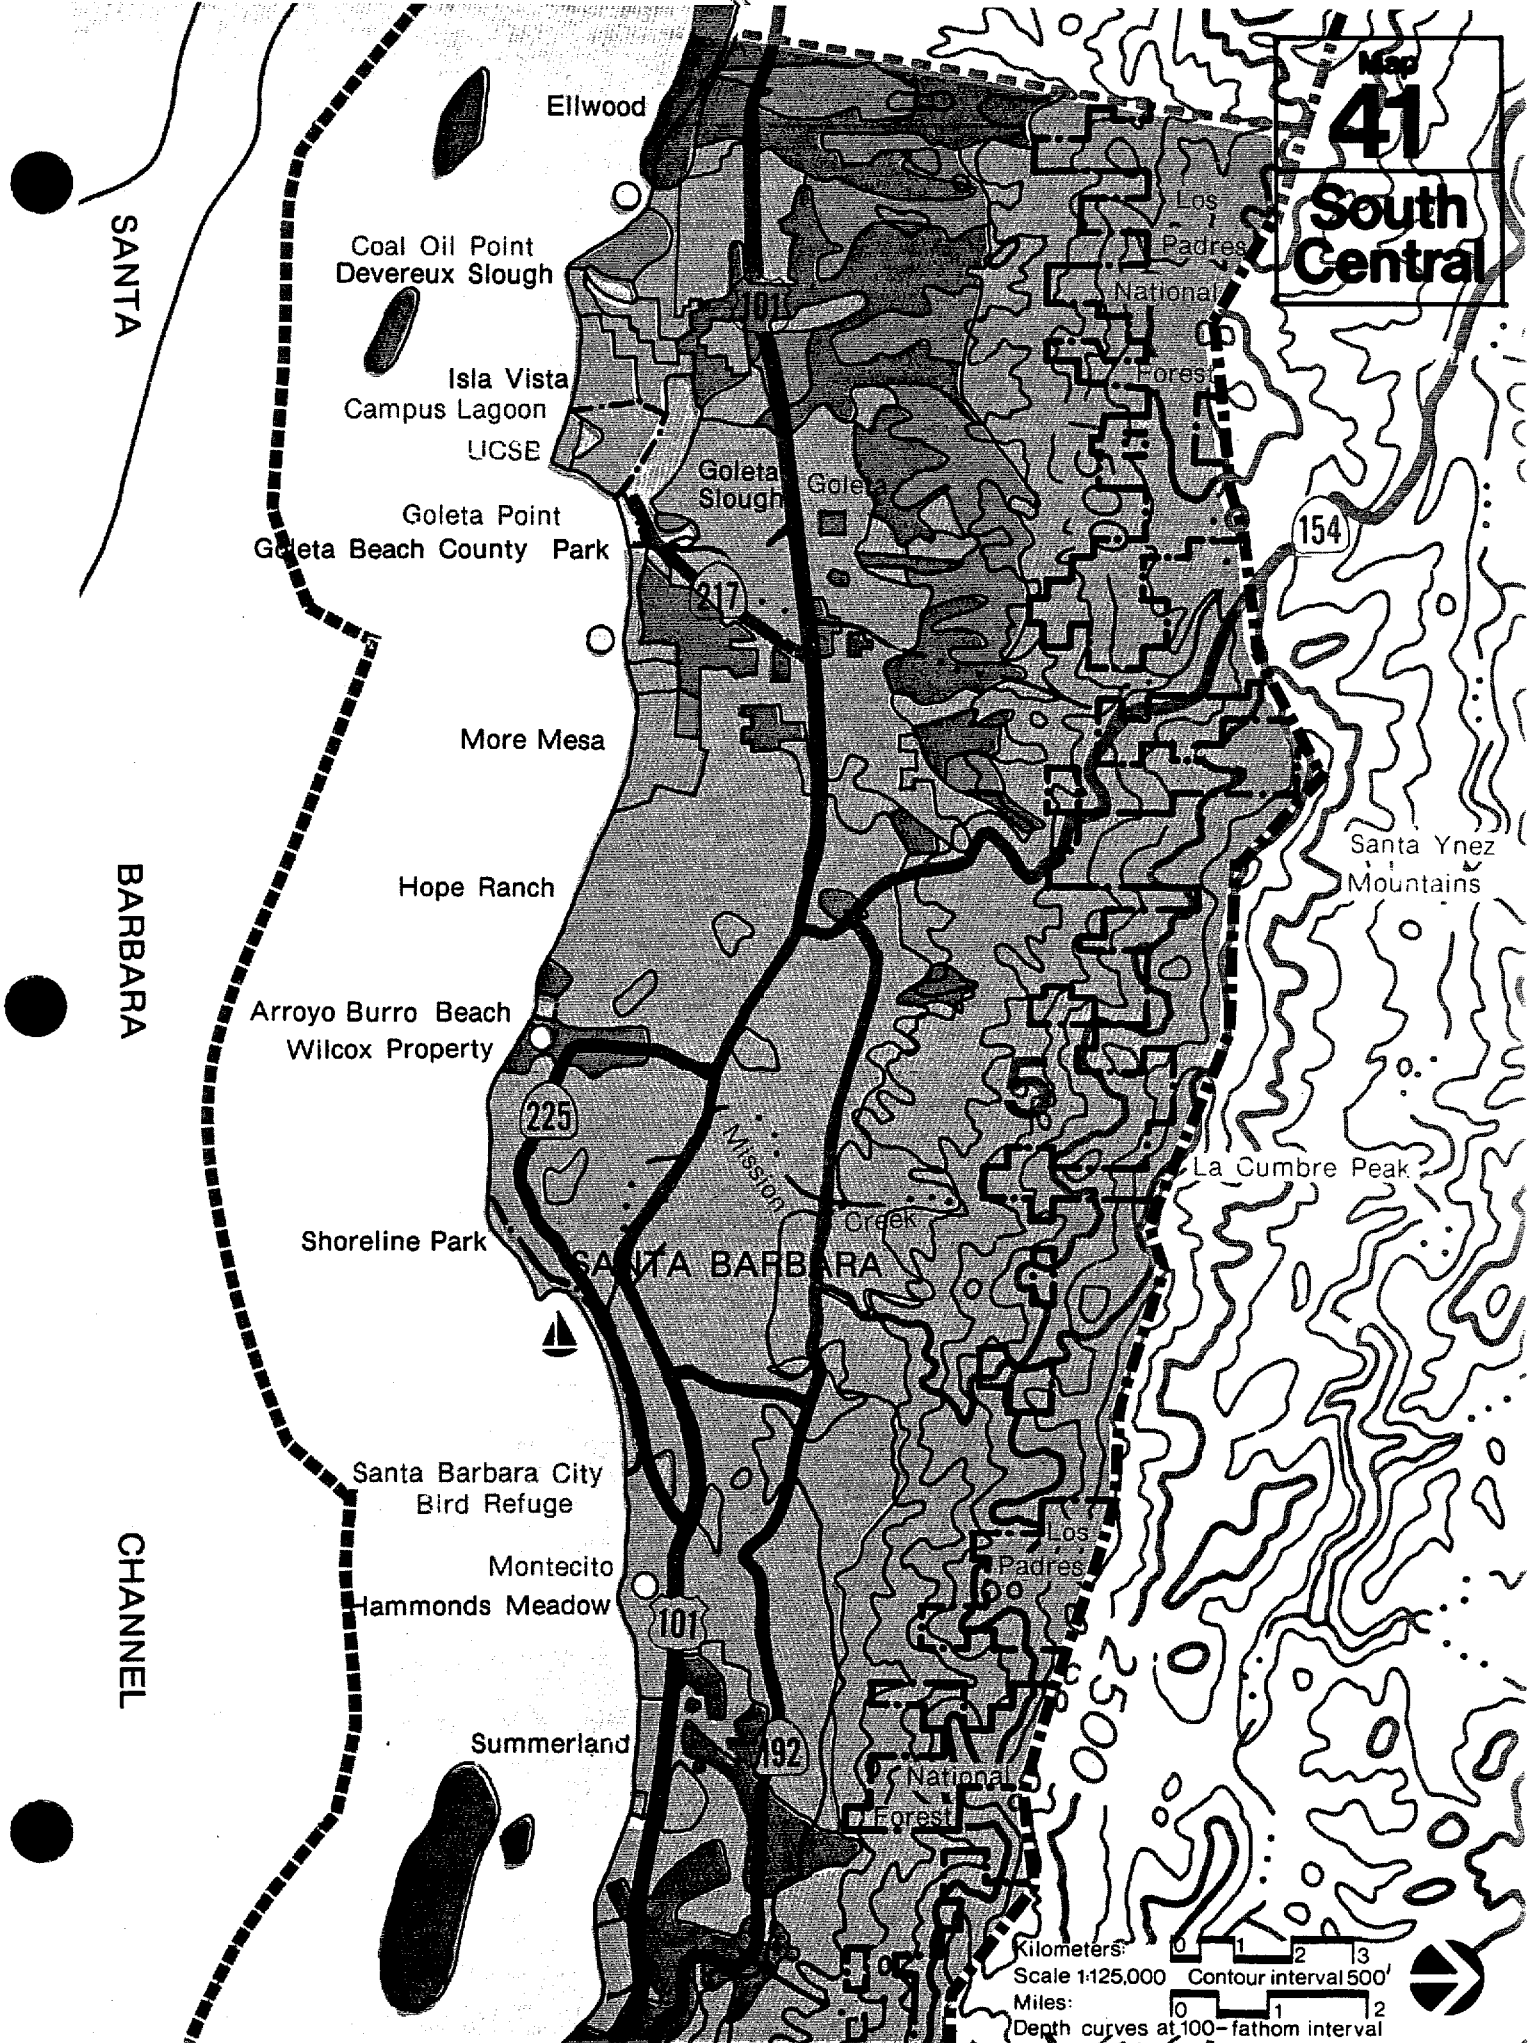 Map
41
South
Central
Ellwood
Los
Padres
National
Forest
Coal Oil Point
Devereux Slough
101
SANTA
Isla Vista
Campus Lagoon
UCSB
Goleta
Slough
Goleta
500
Goleta Point
Goleta Beach County Park
154
217
More Mesa
Santa Ynez
Mountains
BARBARA
Hope Ranch
Arroyo Burro Beach
Wilcox Property
225
Mission
Creek
La Cumbre Peak
Shoreline Park
SANTA BARBARA
Santa Barbara City
Bird Refuge
Los
Padres
CHANNEL
Montecito
Hammonds Meadow
101
2500
Summerland
192
National
Forest
Kilometers:
0 1 2 3
Scale 1:125,000 Contour interval 500'
Miles:
0 1 2
Depth curves at 100-fathom interval